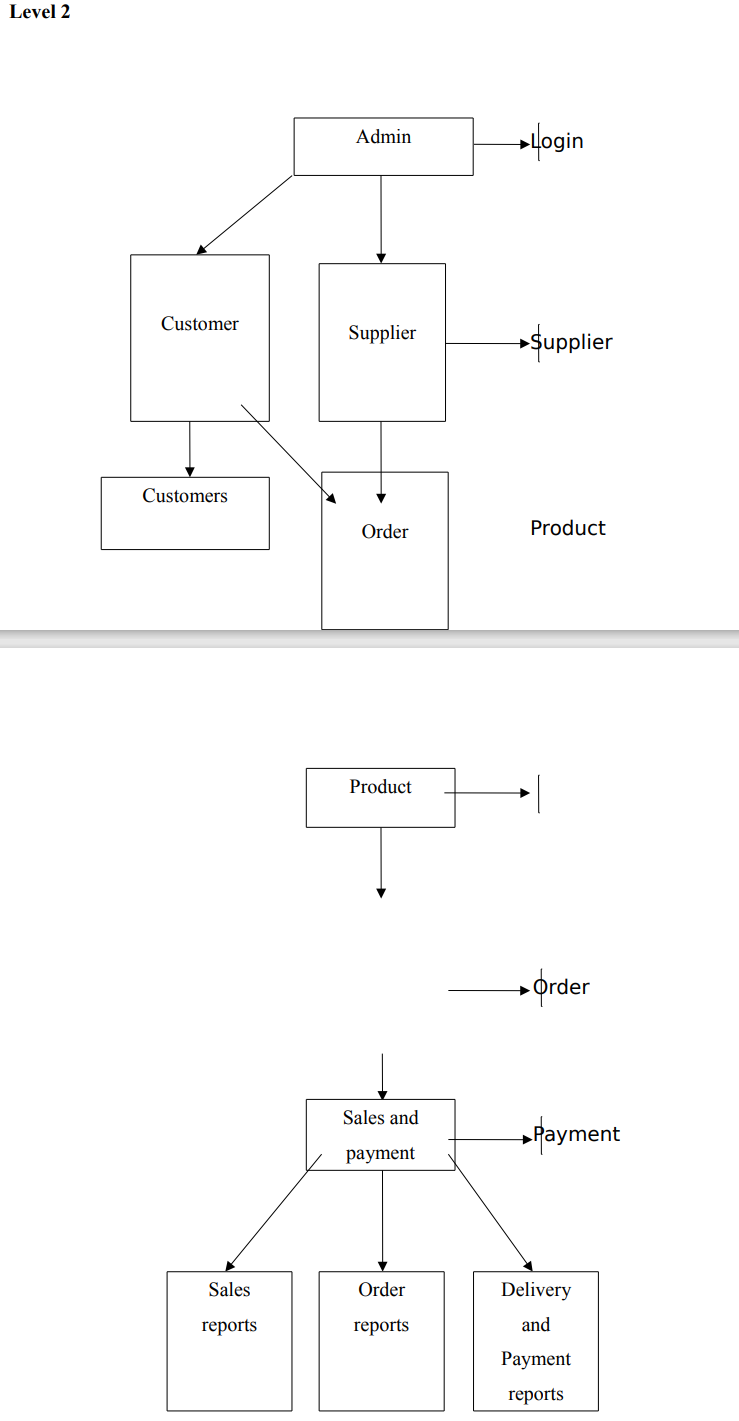 Level 2
Admin
Login
Customer
Supplier
Supplier
Customers
Order
Product
Product
Order
Sales and
payment
Payment
Sales
reports
Order
reports
Delivery
and
Payment
reports